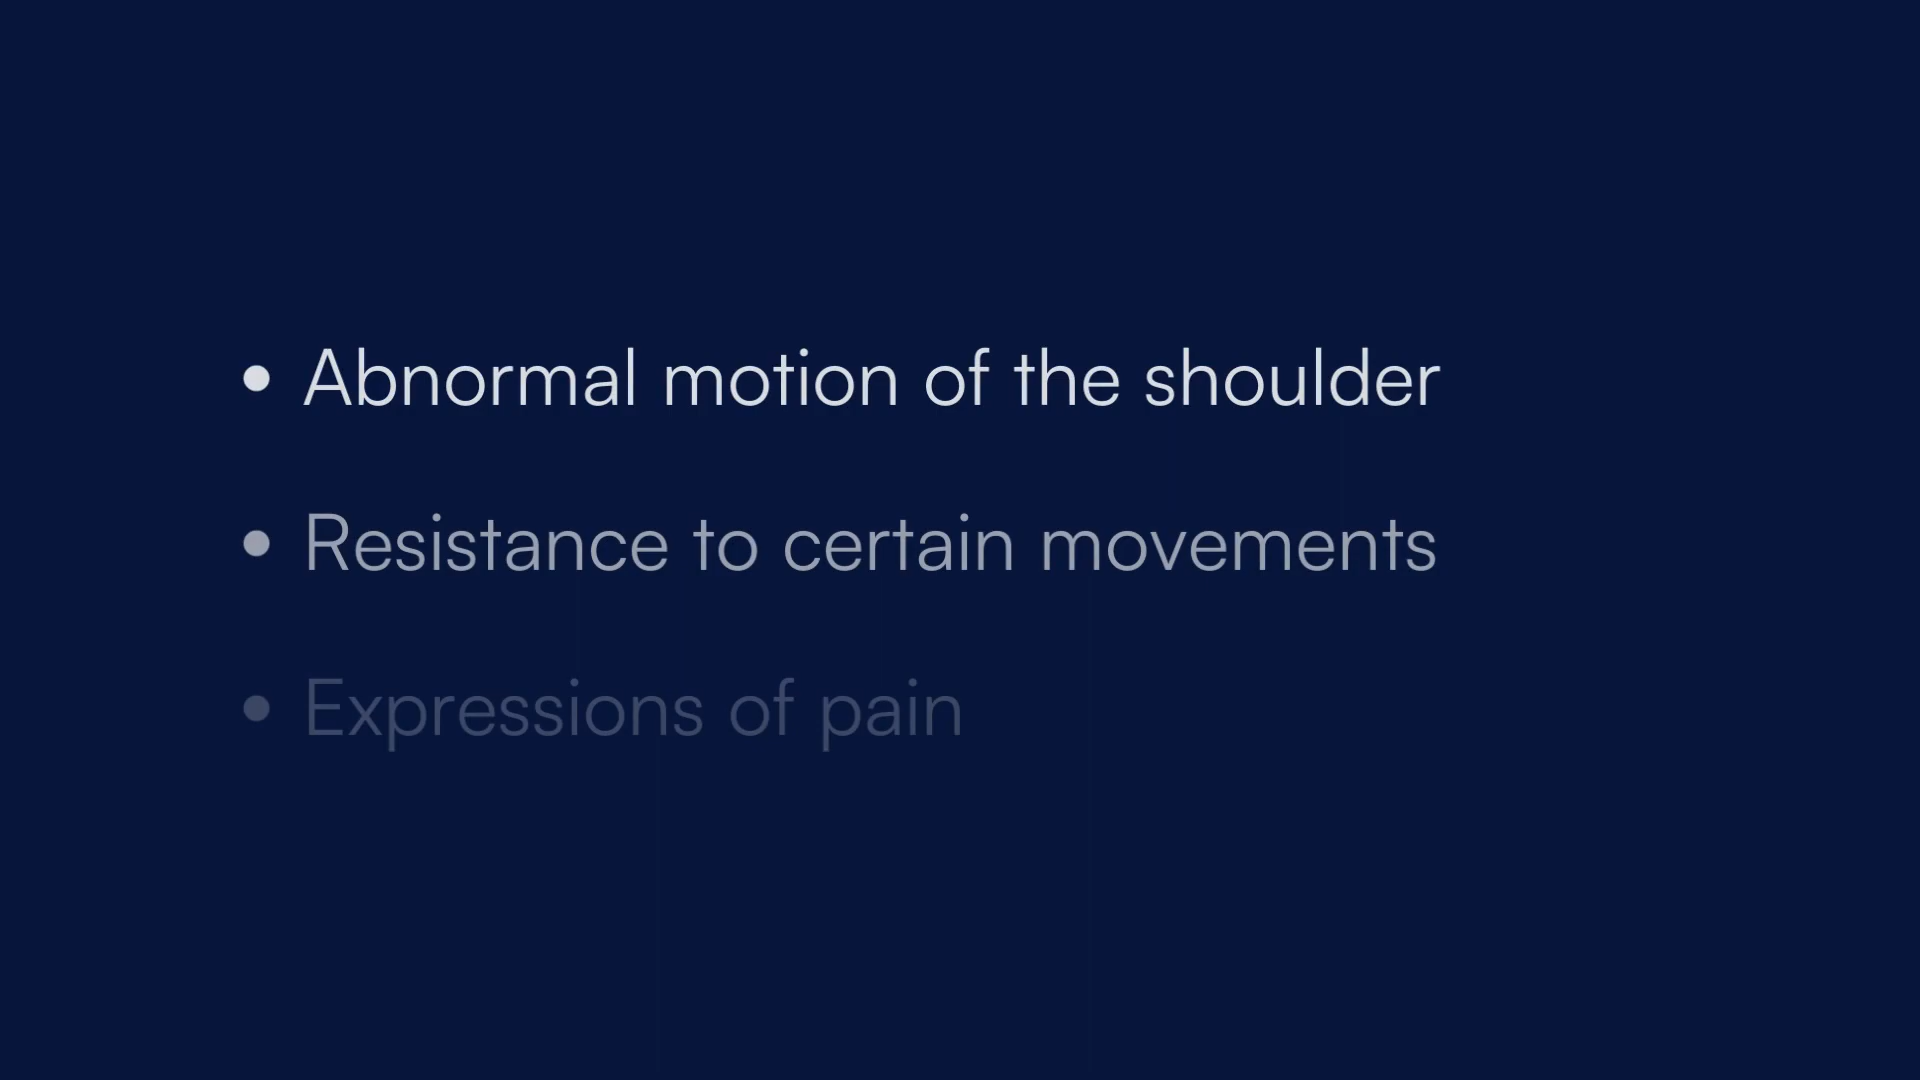 • Abnormal motion of the shoulder
• Resistance to certain movements
• Expressions of pain